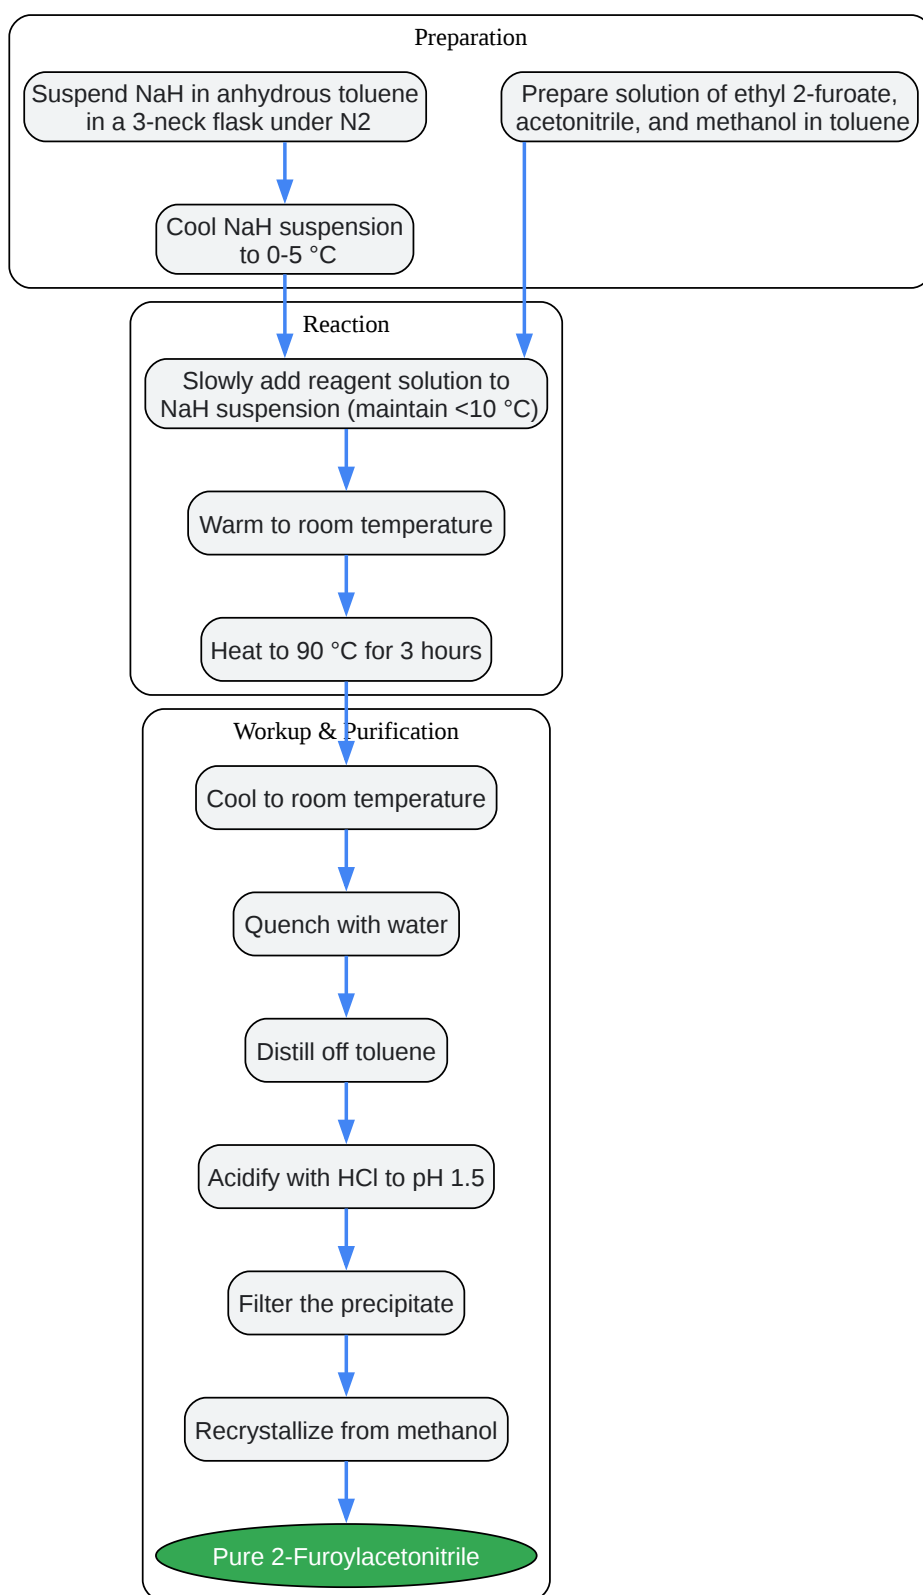 Preparation
Suspend NaH in anhydrous toluene
in a 3-neck flask under N2
Prepare solution of ethyl 2-furoate,
acetonitrile, and methanol in toluene
Cool NaH suspension
to 0-5 °C
Reaction
Slowly add reagent solution to
NaH suspension (maintain <10 °C)
Warm to room temperature
Heat to 90 °C for 3 hours
Workup & Purification
Cool to room temperature
Quench with water
Distill off toluene
Acidify with HCl to pH 1.5
Filter the precipitate
Recrystallize from methanol
Pure 2-Furoylacetonitrile